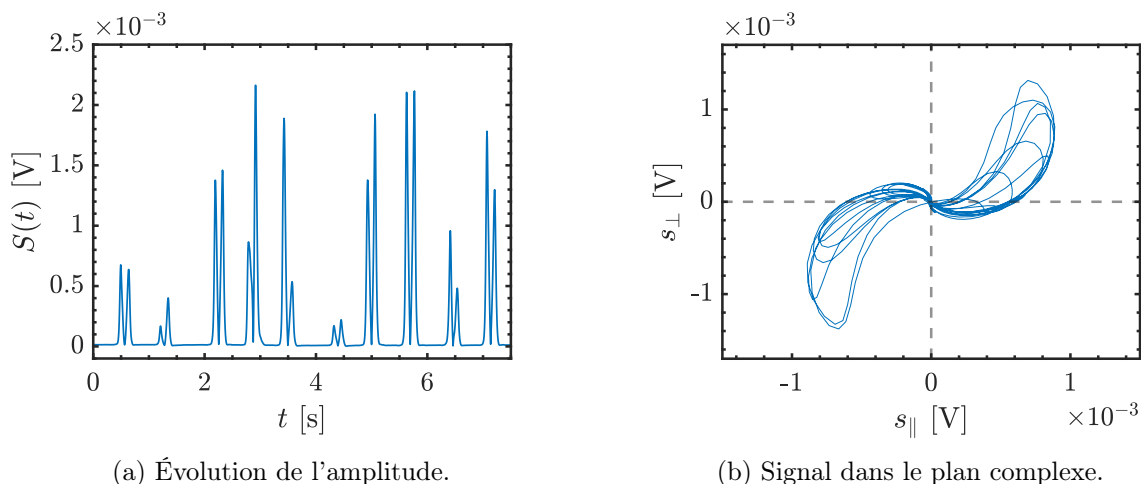 ×10⁻³
2.5
2
1.5
1
0.5
0
S(t) [V]
0 2 4 6
t [s]
(a) Évolution de l'amplitude.
×10⁻³
1
0
-1
s⊥ [V]
-1 0 1
×10⁻³
s∥ [V]
(b) Signal dans le plan complexe.